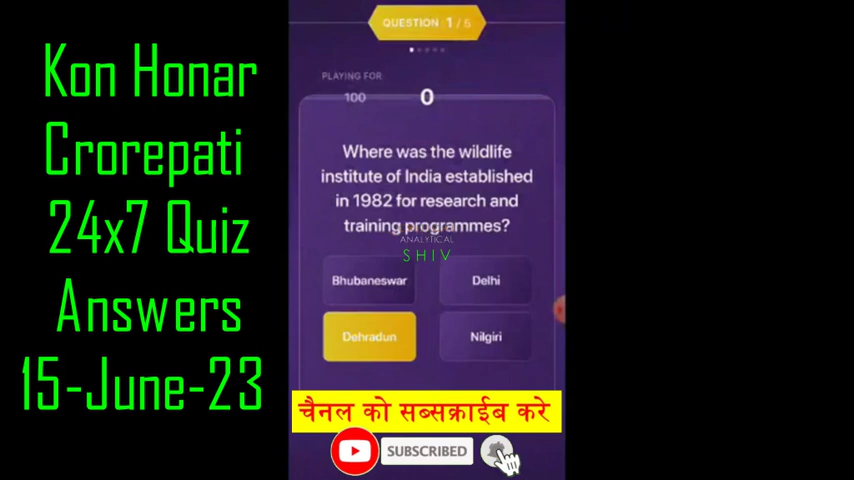 Kon Honar
Crorepati
24x7 Quiz
Answers
15-June-23
QUESTION 1 / 5
PLAYING FOR
100 0
Where was the wildlife
institute of India established
in 1982 for research and
training programmes?
ANALYTICAL
SHIV
Bhubaneswar Delhi
Dehradun Nilgiri
चैनल को सब्सक्राईब करे
SUBSCRIBED